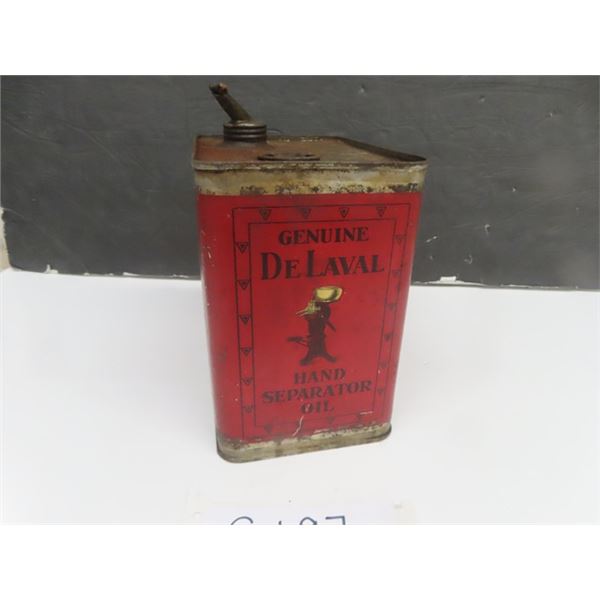 GENUINE
DE LAVAL
HAND
SEPARATOR
OIL